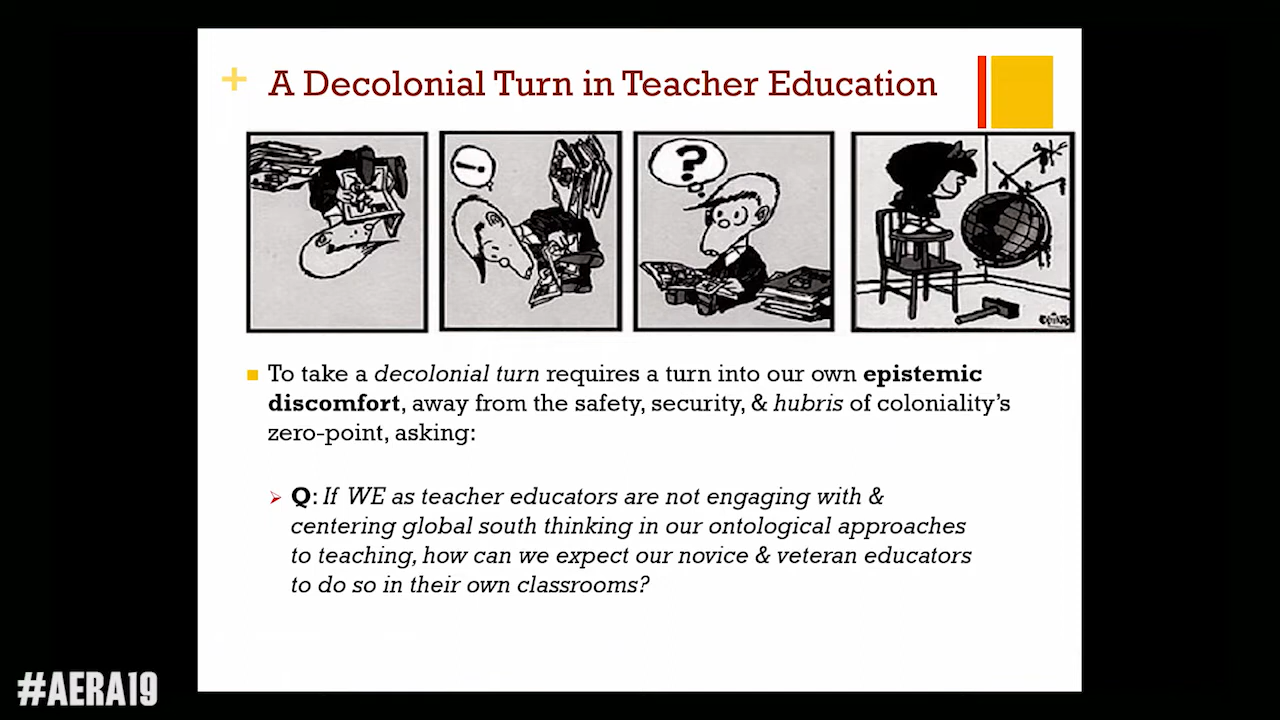 + A Decolonial Turn in Teacher Education
!
?
To take a decolonial turn requires a turn into our own epistemic
discomfort, away from the safety, security, & hubris of coloniality's
zero-point, asking:
Q: If WE as teacher educators are not engaging with &
centering global south thinking in our ontological approaches
to teaching, how can we expect our novice & veteran educators
to do so in their own classrooms?
#AERA19